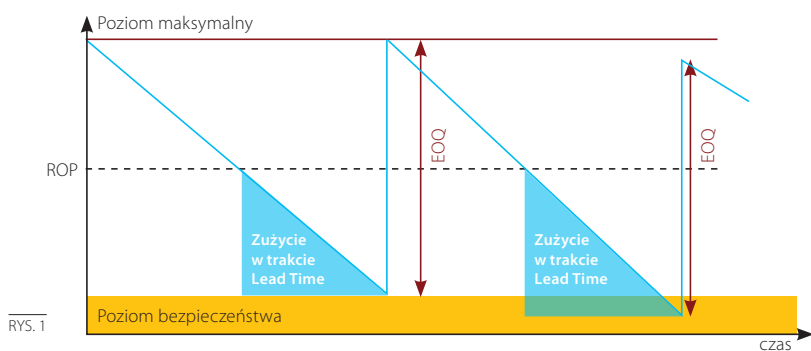 Poziom maksymalny
EOQ
EOQ
ROP
Zużycie
w trakcie
Lead Time
Zużycie
w trakcie
Lead Time
Poziom bezpieczeństwa
RYS. 1
czas